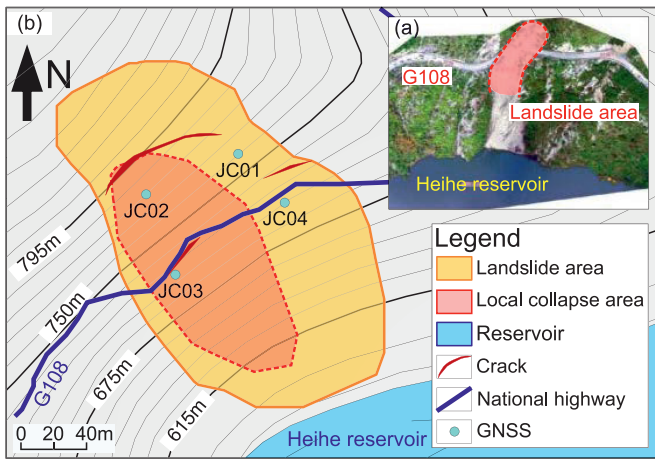 (b)
N
(a)
G108
Landslide area
Heihe reservoir
JC01
JC02
JC04
JC03
795m
750m
675m
615m
G108
0 20 40m
Heihe reservoir
Legend
Landslide area
Local collapse area
Reservoir
Crack
National highway
GNSS